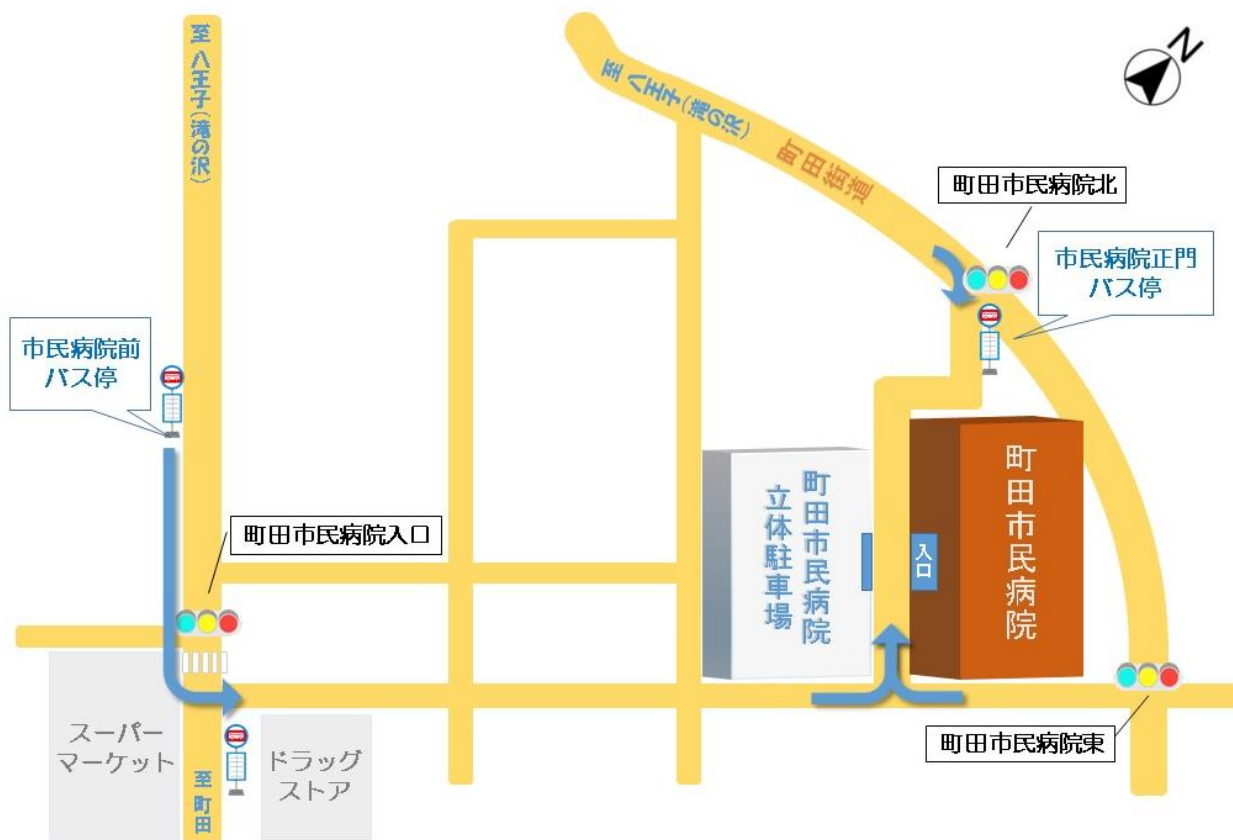 至 八王子(滝の沢)
至 八王子(滝の沢)
町田街道
N
町田市民病院北
市民病院正門
バス停
市民病院前
バス停
町田市民病院入口
町田市民病院
立体駐車場
入口
町田市民病院
スーパー
マーケット
至 町田
ドラッグ
ストア
町田市民病院東